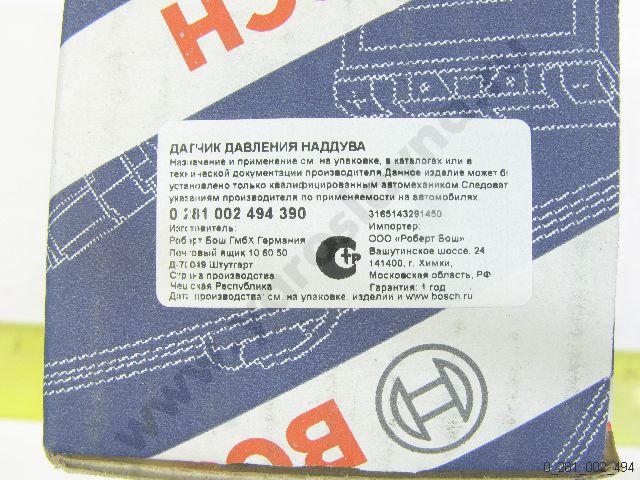 ДАТЧИК ДАВЛЕНИЯ НАДДУВА
Назначение и применение см. на упаковке, в каталогах или в
технической документации производителя.Данное изделие может бы
установлено только квалифицированным автомехаником.Следоват
указаниям производителя по применяемости на автомобилях.
0 281 002 494 390
3165143291450
Изготовитель:
Роберт Бош ГмбХ Германия
Почтовый ящик 10 60 50
Д-70049 Штутгарт
Страна производства
Чешская Республика
Импортер:
ООО «Роберт Бош»
Вашутинское шоссе, 24
141400, г. Химки,
Московская область, РФ
Гарантия: 1 год
Дата производства см. на упаковке, изделии и www.bosch.ru
0_281_002_494